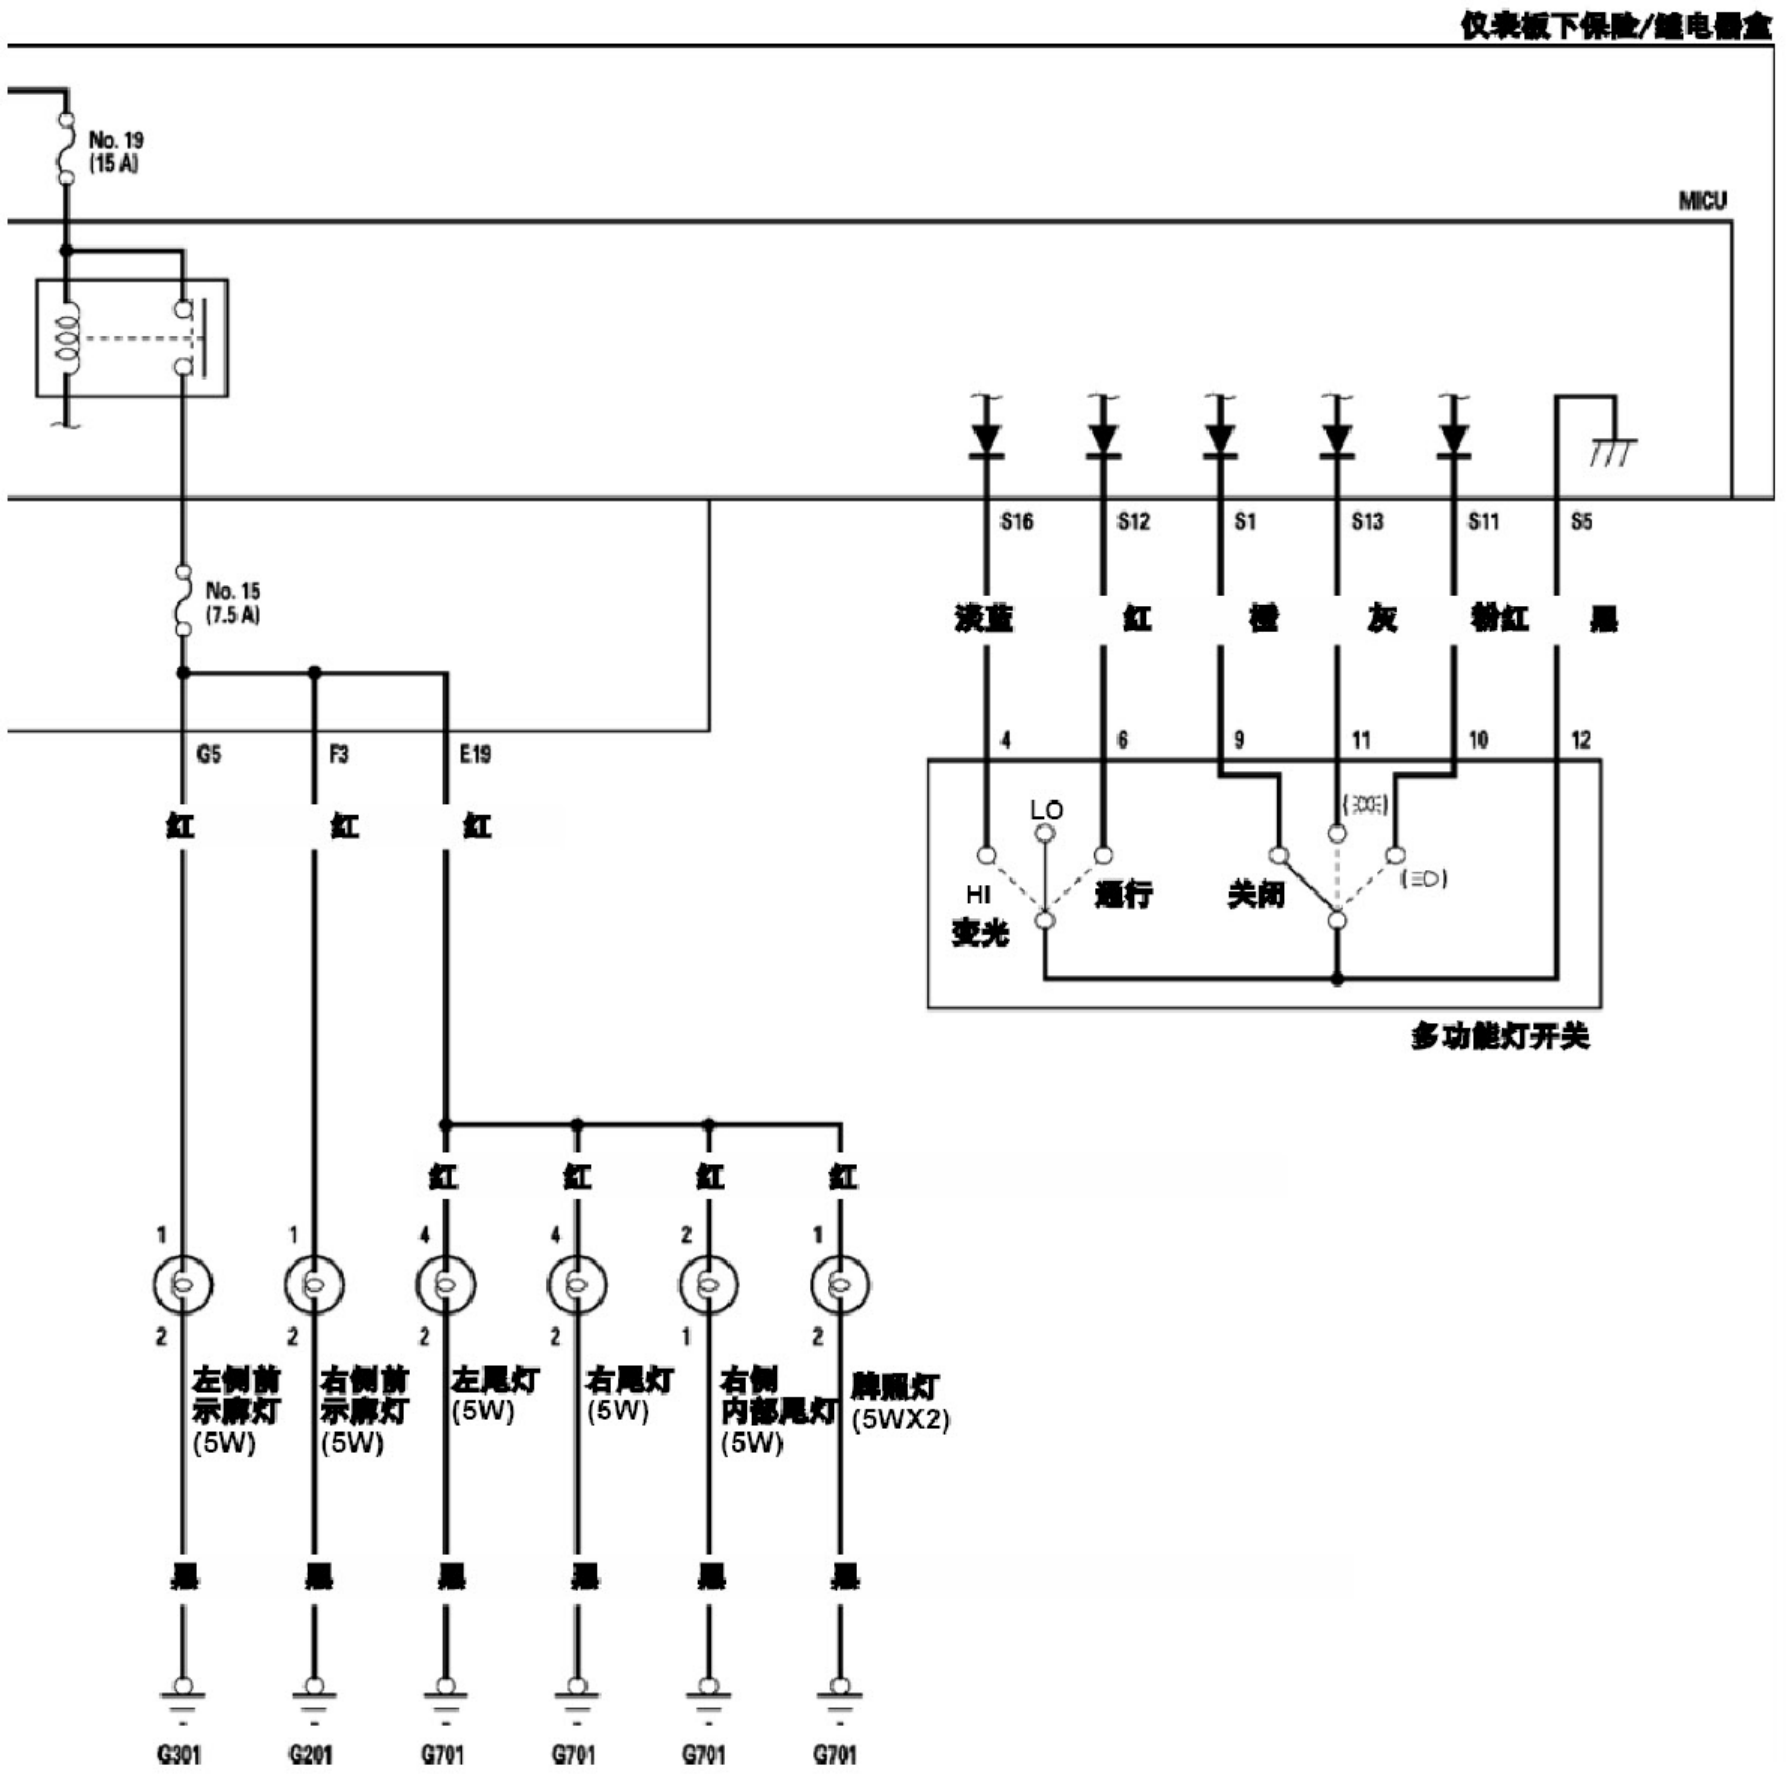 仪表板下保险/继电器盒
No. 19
(15 A)
MICU
S16
S12
S1
S13
S11
S5
No. 15
(7.5 A)
淡蓝
红
橙
灰
粉红
黑
G5
F3
E19
4
6
9
11
10
12
红
红
红
LO
HI
变光
通行
关闭
多功能灯开关
红
红
红
红
1
1
4
4
2
1
2
2
2
2
1
2
左侧前
示廓灯
(5W)
右侧前
示廓灯
(5W)
左尾灯
(5W)
右尾灯
(5W)
右侧
内部尾灯
(5W)
牌照灯
(5WX2)
黑
黑
黑
黑
黑
黑
G301
G201
G701
G701
G701
G701